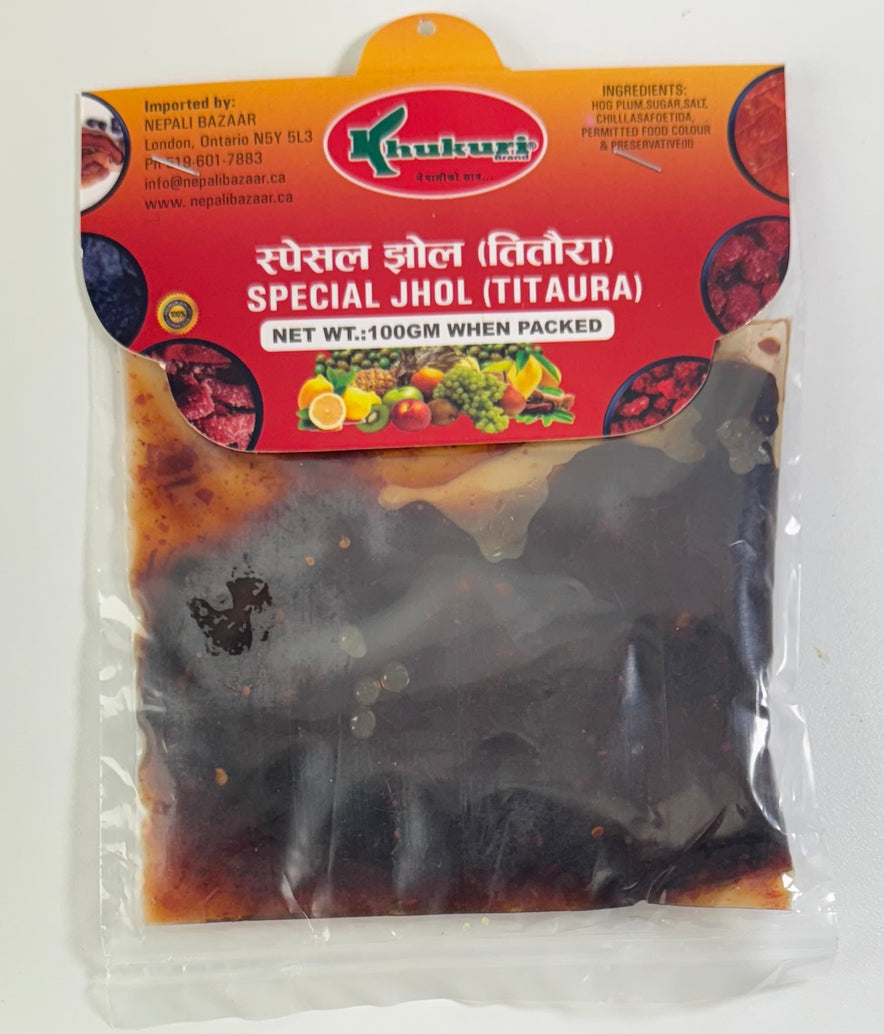 Imported by:
NEPALI BAZAAR
London, Ontario N5Y 5L3
Ph 519-601-7883
info@nepalibazaar.ca
www. nepalibazaar.ca
Khukuri®
Brand
नेपालीको सान...
INGREDIENTS:
HOG PLUM,SUGAR,SALT,
CHILLI,ASAFOETIDA,
PERMITTED FOOD COLOUR
& PRESERVATIVE(II)
स्पेसल झोल (तितौरा)
SPECIAL JHOL (TITAURA)
100%
NET WT.:100GM WHEN PACKED